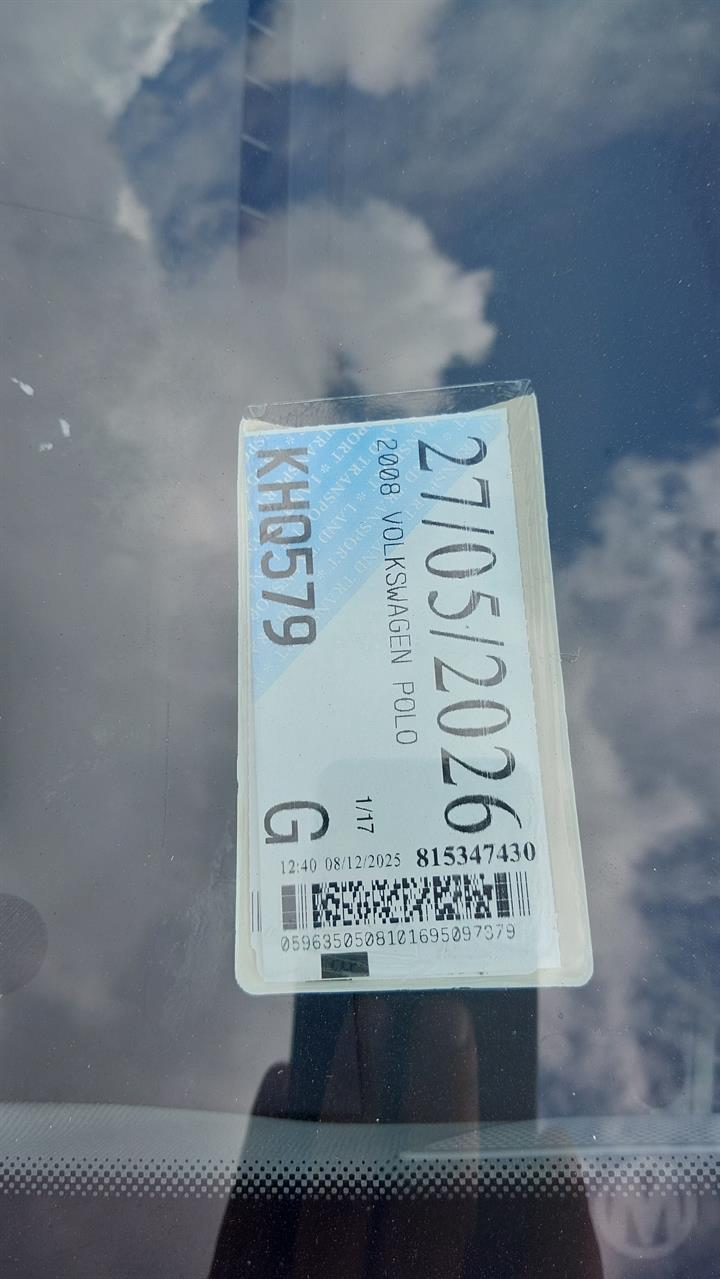 27/05/2026
2008 VOLKSWAGEN POLO
KHQ579
1/17
G
12:40 08/12/2025 815347430
0596350508101695097379
M